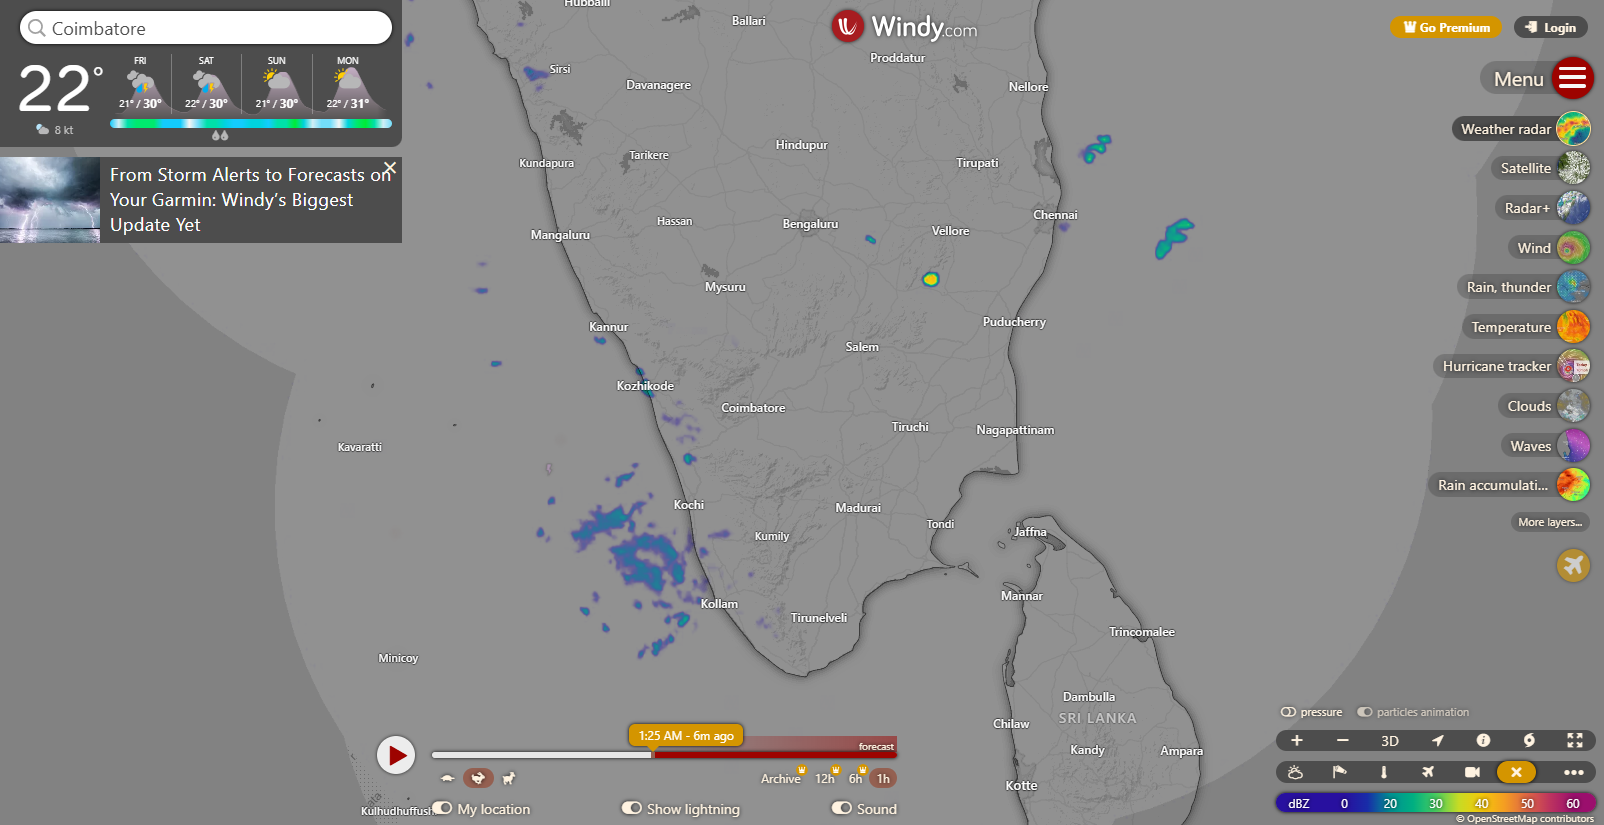 Hubballi
Ballari
Windy.com
Go Premium
Login
Coimbatore
22°
8 kt
FRI
21° / 30°
SAT
22° / 30°
SUN
21° / 30°
MON
22° / 31°
From Storm Alerts to Forecasts on
Your Garmin: Windy's Biggest
Update Yet
Menu
Weather radar
Satellite
Radar+
Wind
Rain, thunder
Temperature
Hurricane tracker
Clouds
Waves
Rain accumulati...
More layers...
Proddatur
Sirsi
Davanagere
Nellore
Hindupur
Kundapura
Tarikere
Tirupati
Hassan
Chennai
Bengaluru
Mangaluru
Vellore
Mysuru
Puducherry
Kannur
Salem
Kozhikode
Coimbatore
Tiruchi
Nagapattinam
Kavaratti
Kochi
Madurai
Tondi
Jaffna
Kumily
Mannar
Kollam
Tirunelveli
Trincomalee
Minicoy
Dambulla
SRI LANKA
Chilaw
Kandy
Ampara
Kotte
Kulhudhuffush
1:25 AM - 6m ago
forecast
Archive
12h
6h
1h
My location
Show lightning
Sound
pressure
particles animation
+ − 3D
dBZ 0 20 30 40 50 60
© OpenStreetMap contributors